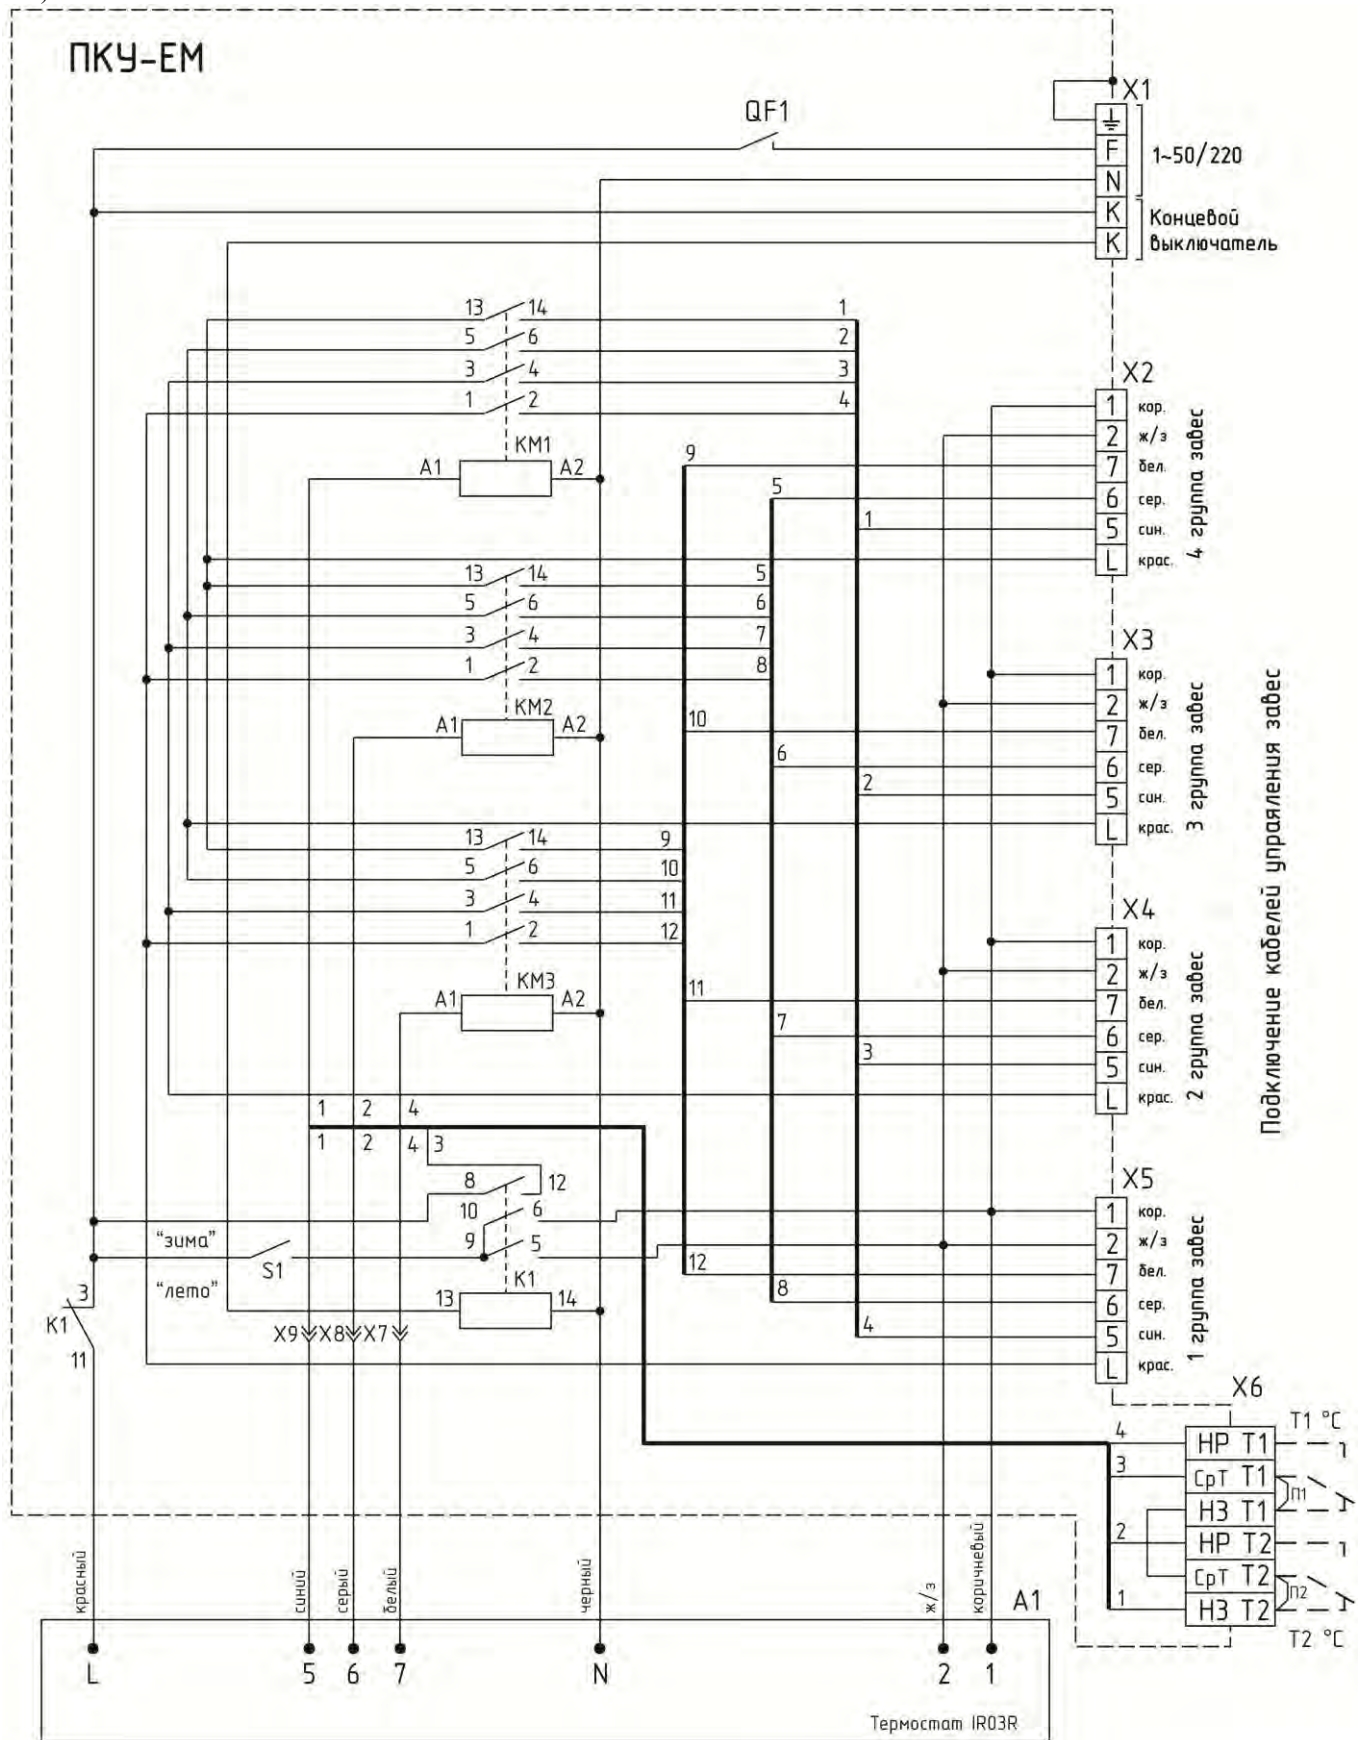 ПКУ-ЕМ
QF1
X1
⏚
F
N
K
K
1~50/220
Концевой
выключатель
13 14 1
5 6 2
3 4 3
1 2 4
KM1
A1 A2
X2
1 кор.
2 ж/з
7 бел.
6 сер.
5 син.
L крас.
4 группа завес
9
5
1
13 14 5
5 6 6
3 4 7
1 2 8
KM2
A1 A2
X3
1 кор.
2 ж/з
7 бел.
6 сер.
5 син.
L крас.
3 группа завес
10
6
2
13 14 9
5 6 10
3 4 11
1 2 12
KM3
A1 A2
X4
1 кор.
2 ж/з
7 бел.
6 сер.
5 син.
L крас.
2 группа завес
11
7
3
Подключение кабелей упраяления завес
1 2 4
1 2 4 3
8 12
10 6
9 5
K1
13 14
"зима"
S1
"лето"
3
K1
11
X9 X8 X7
X5
1 кор.
2 ж/з
7 бел.
6 сер.
5 син.
L крас.
1 группа завес
12
8
4
X6
T1 °C
4 НР T1
3 СрТ T1
НЗ T1
П1
2 НР T2
СрТ T2
1 НЗ T2
П2
T2 °C
красный
синий
серый
белый
черный
ж/з
коричневый
A1
L 5 6 7 N 2 1
Термостат IR03R